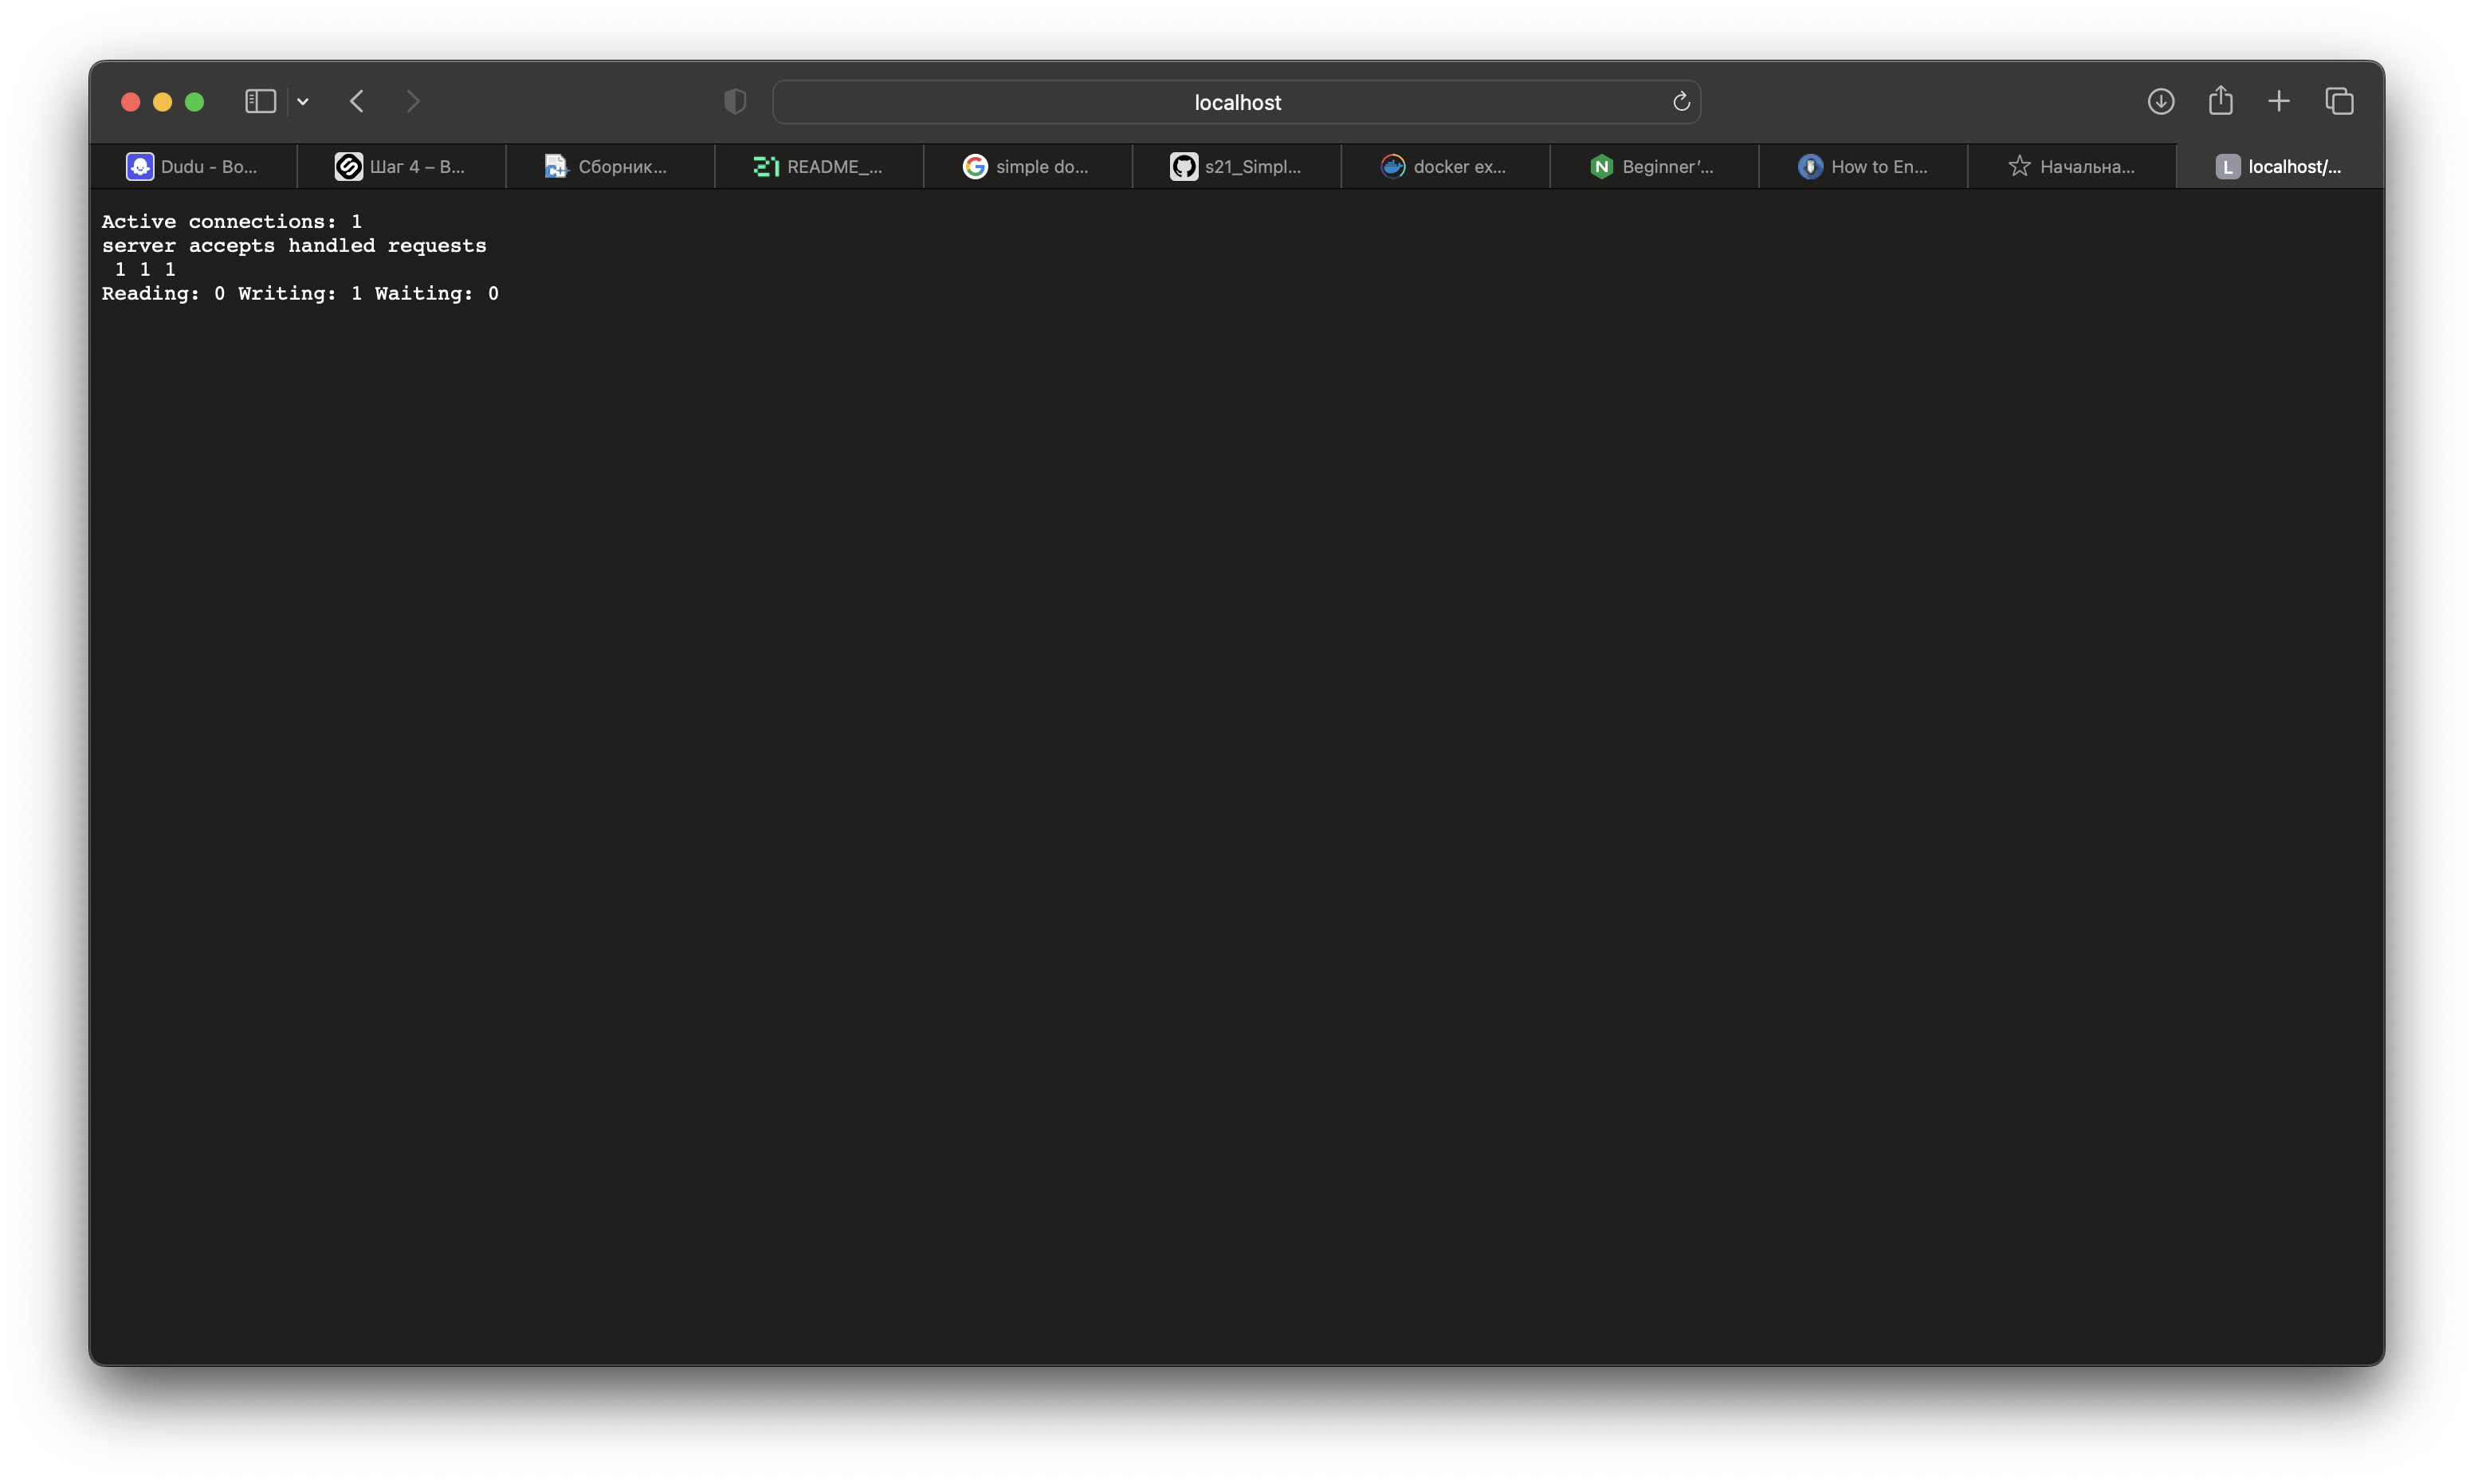 localhost
Dudu - Bo...
Шаг 4 – В...
Сборник...
21 README_...
G simple do...
s21_Simpl...
docker ex...
N Beginner’...
How to En...
Начальна...
L localhost/...
Active connections: 1
server accepts handled requests
1 1 1
Reading: 0 Writing: 1 Waiting: 0